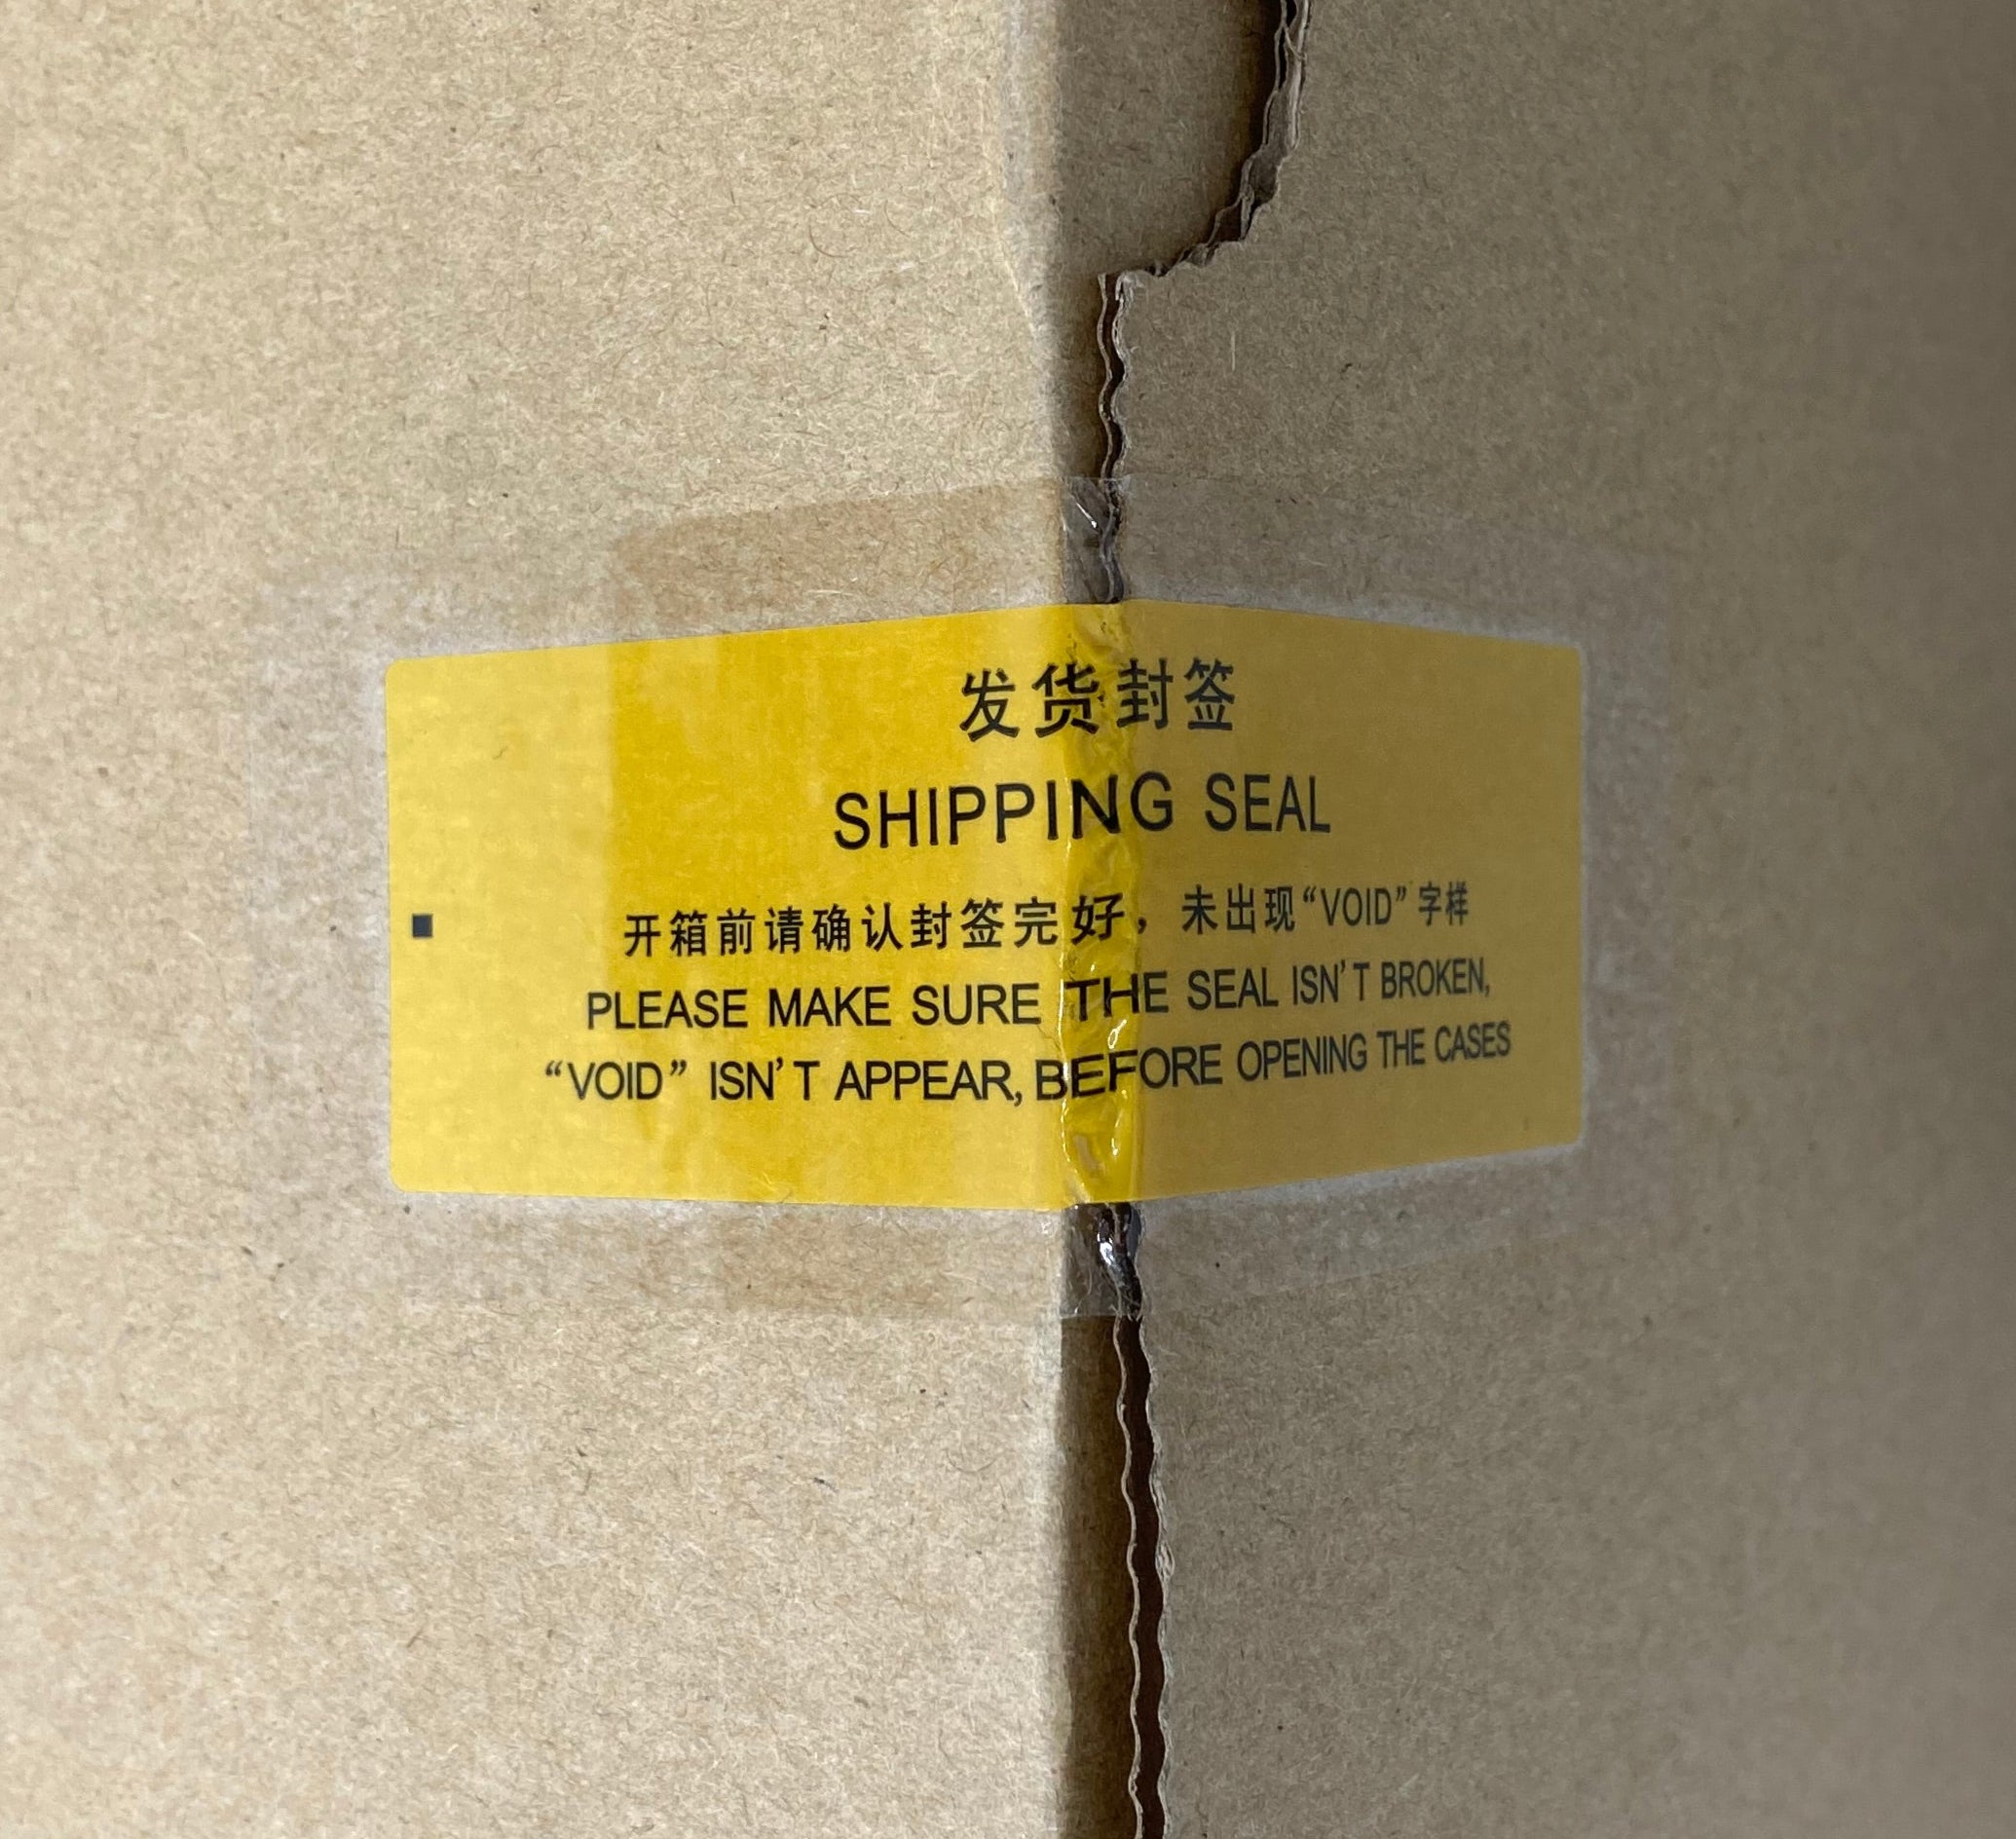 发货封签
SHIPPING SEAL
开箱前请确认封签完好，未出现“VOID”字样
PLEASE MAKE SURE THE SEAL ISN'T BROKEN,
“VOID” ISN'T APPEAR, BEFORE OPENING THE CASES